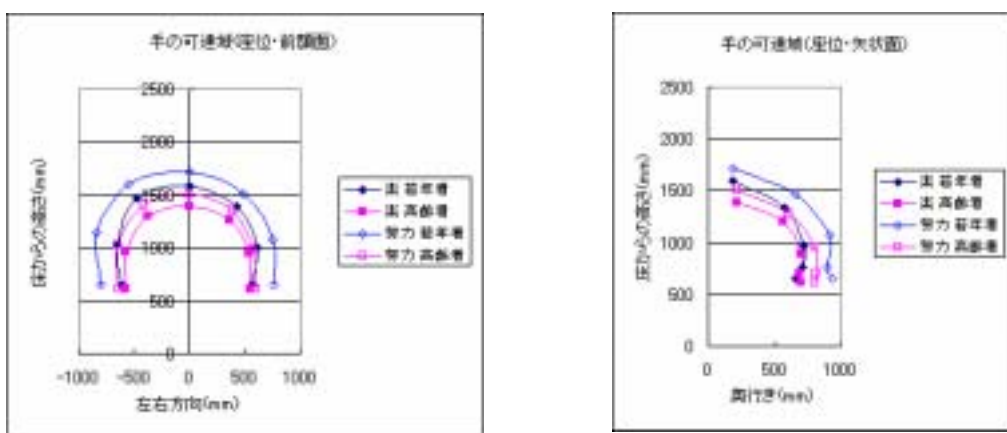 手の可達域(座位・前額面)
2500
2000
1500
1000
500
0
-1000
-500
0
500
1000
床からの高さ(mm)
左右方向(mm)
楽 若年者
楽 高齢者
努力 若年者
努力 高齢者
手の可達域(座位・矢状面)
2500
2000
1500
1000
500
0
0
500
1000
床からの高さ(mm)
奥行き(mm)
楽 若年者
楽 高齢者
努力 若年者
努力 高齢者